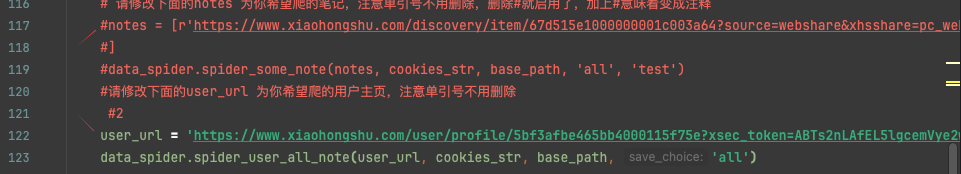 116 # 请修改下面的notes 为你希望爬的笔记，注意单引号不用删除，删除#就启用了，加上#意味着变成注释
117 #notes = [r'https://www.xiaohongshu.com/discovery/item/67d515e1000000001c003a64?source=webshare&xhsshare=pc_we
118 #]
119 #data_spider.spider_some_note(notes, cookies_str, base_path, 'all', 'test')
120 #请修改下面的user_url 为你希望爬的用户主页，注意单引号不用删除
121 #2
122 user_url = 'https://www.xiaohongshu.com/user/profile/5bf3afbe465bb4000115f75e?xsec_token=ABTs2nLAfEL5lgcemVye2
123 data_spider.spider_user_all_note(user_url, cookies_str, base_path, save_choice: 'all')